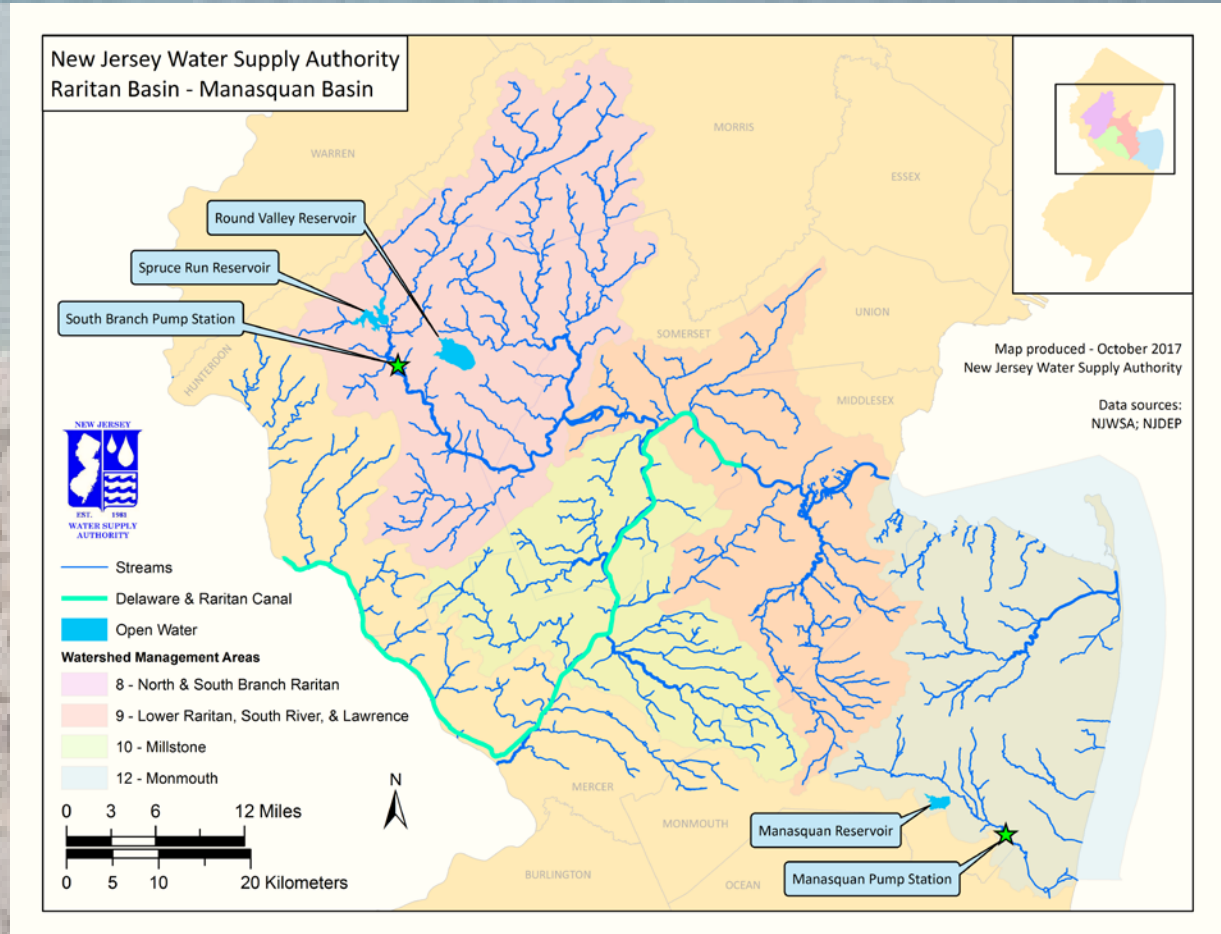 New Jersey Water Supply Authority
Raritan Basin - Manasquan Basin
MORRIS
WARREN
ESSEX
Round Valley Reservoir
Spruce Run Reservoir
South Branch Pump Station
UNION
SOMERSET
HUNTERDON
Map produced - October 2017
New Jersey Water Supply Authority
MIDDLESEX
Data sources:
NJWSA; NJDEP
NEW JERSEY
EST. 1981
WATER SUPPLY
AUTHORITY
Streams
Delaware & Raritan Canal
Open Water
Watershed Management Areas
8 - North & South Branch Raritan
9 - Lower Raritan, South River, & Lawrence
10 - Millstone
12 - Monmouth
N
0 3 6 12 Miles
0 5 10 20 Kilometers
MERCER
MONMOUTH
Manasquan Reservoir
BURLINGTON
OCEAN
Manasquan Pump Station